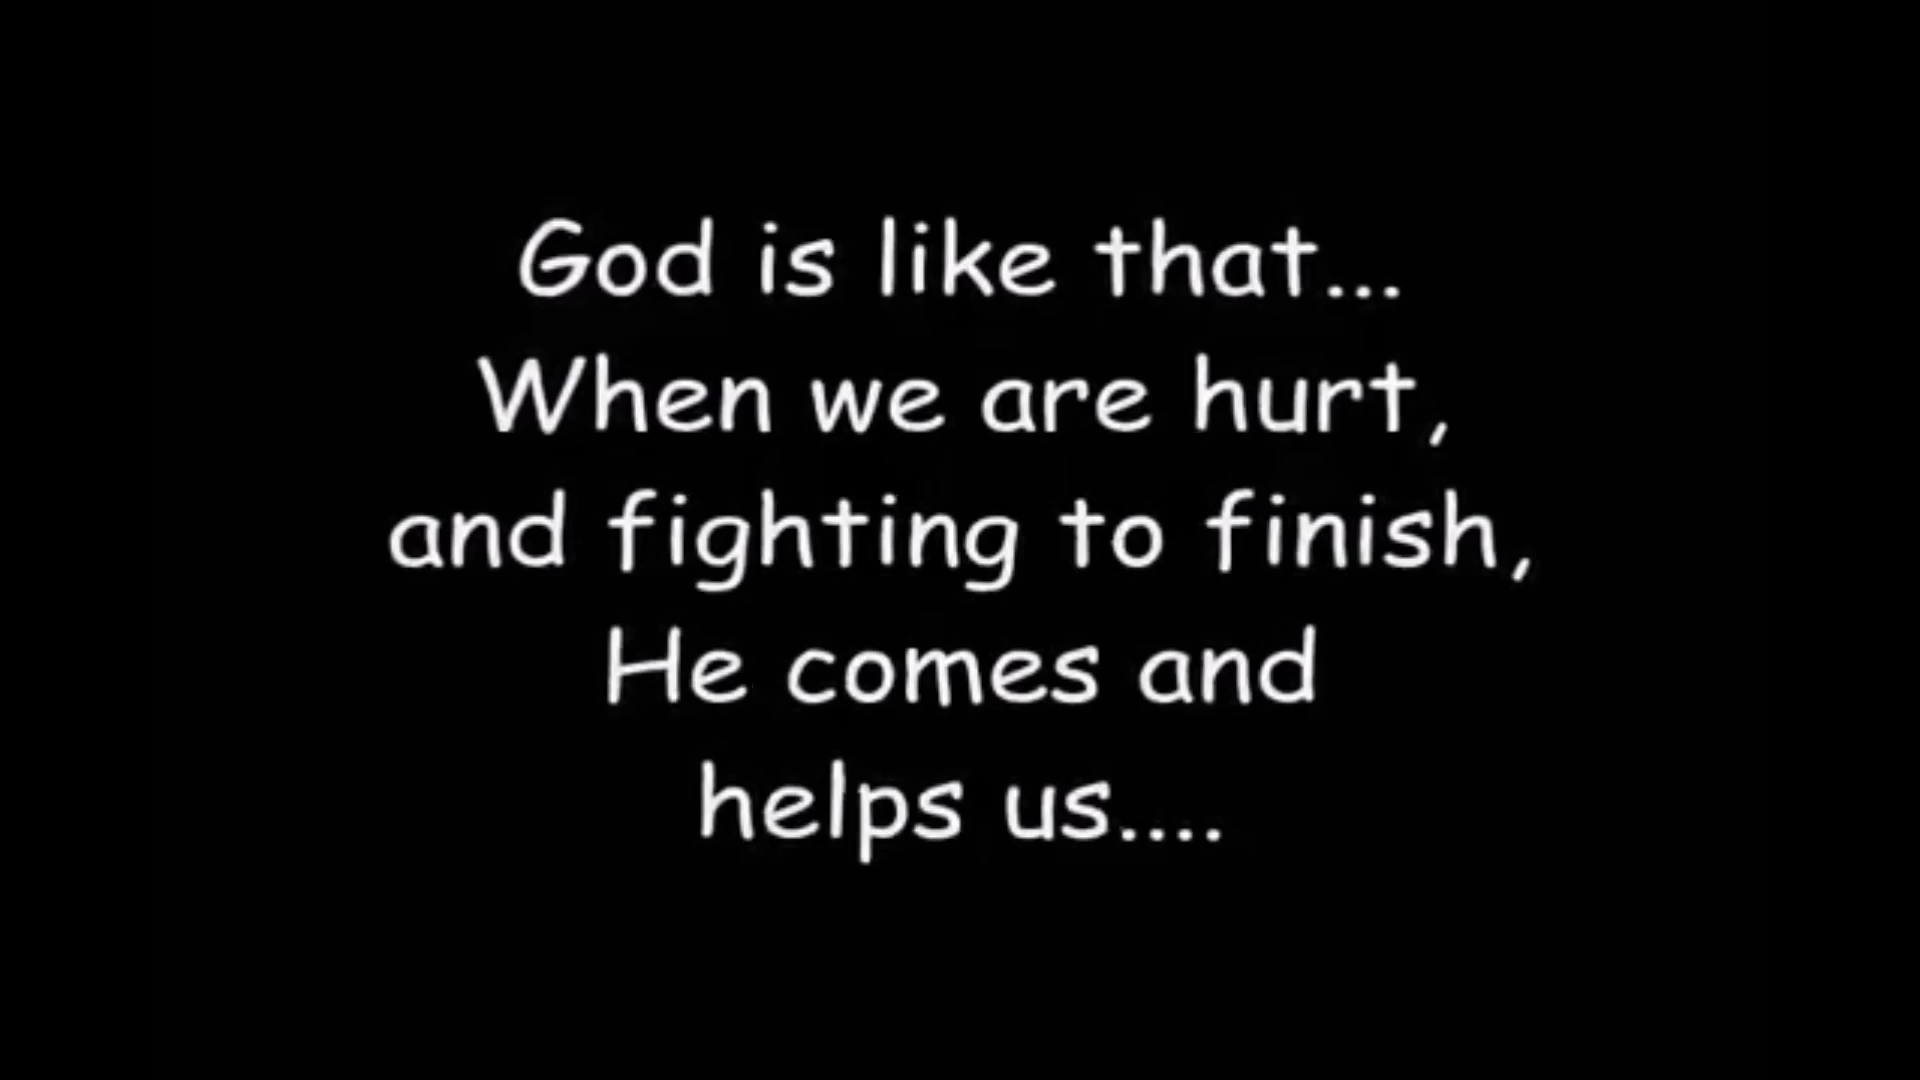 God is like that...
When we are hurt,
and fighting to finish,
He comes and
helps us....